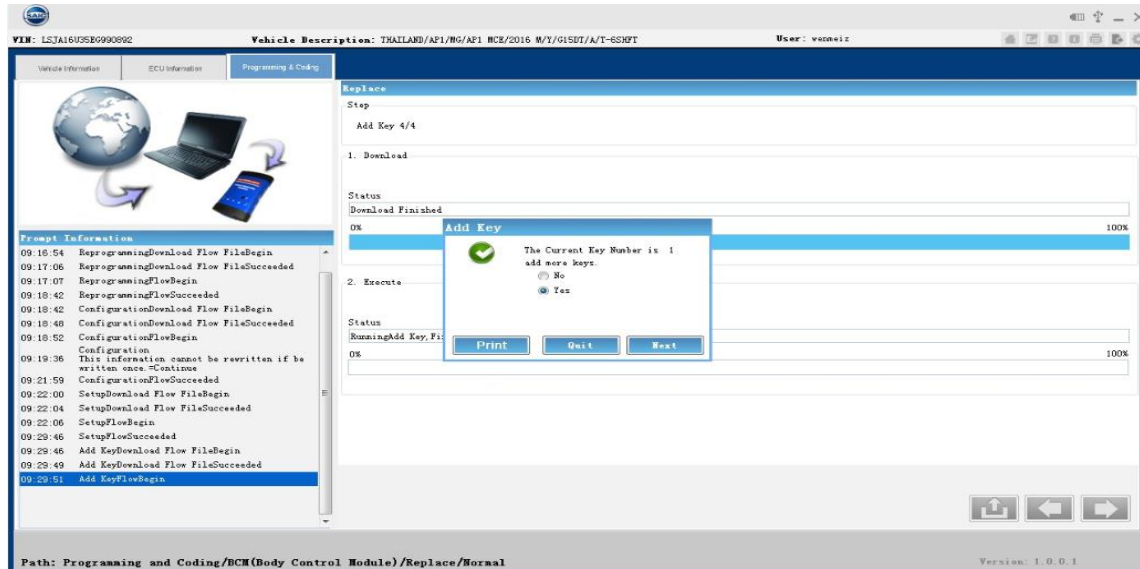 SAIC
VIN: LSJA16U35EG990892 Vehicle Description: THAILAND/AP1/MG/AP1 MCE/2016 M/Y/G15DT/A/T-6SHFT User: wenmeiz
Vehicle Information ECU Information Programming & Coding
Replace
Step
Add Key 4/4
1. Download
Status
Download Finished
0% 100%
2. Execute
Status
RunningAdd Key,Fi
0% 100%
Add Key
The Current Key Number is 1
add more keys.
No
Yes
Print Quit Next
Prompt Information
09:16:54 ReprogrammingDownload Flow FileBegin
09:17:06 ReprogrammingDownload Flow FileSucceeded
09:17:07 ReprogrammingFlowBegin
09:18:42 ReprogrammingFlowSucceeded
09:18:42 ConfigurationDownload Flow FileBegin
09:18:48 ConfigurationDownload Flow FileSucceeded
09:18:52 ConfigurationFlowBegin
Configuration
09:19:36 This information cannot be rewritten if be
written once.=Continue
09:21:59 ConfigurationFlowSucceeded
09:22:00 SetupDownload Flow FileBegin
09:22:04 SetupDownload Flow FileSucceeded
09:22:06 SetupFlowBegin
09:29:46 SetupFlowSucceeded
09:29:46 Add KeyDownload Flow FileBegin
09:29:49 Add KeyDownload Flow FileSucceeded
09:29:51 Add KeyFlowBegin
Path: Programming and Coding/BCM(Body Control Module)/Replace/Normal Version: 1.0.0.1